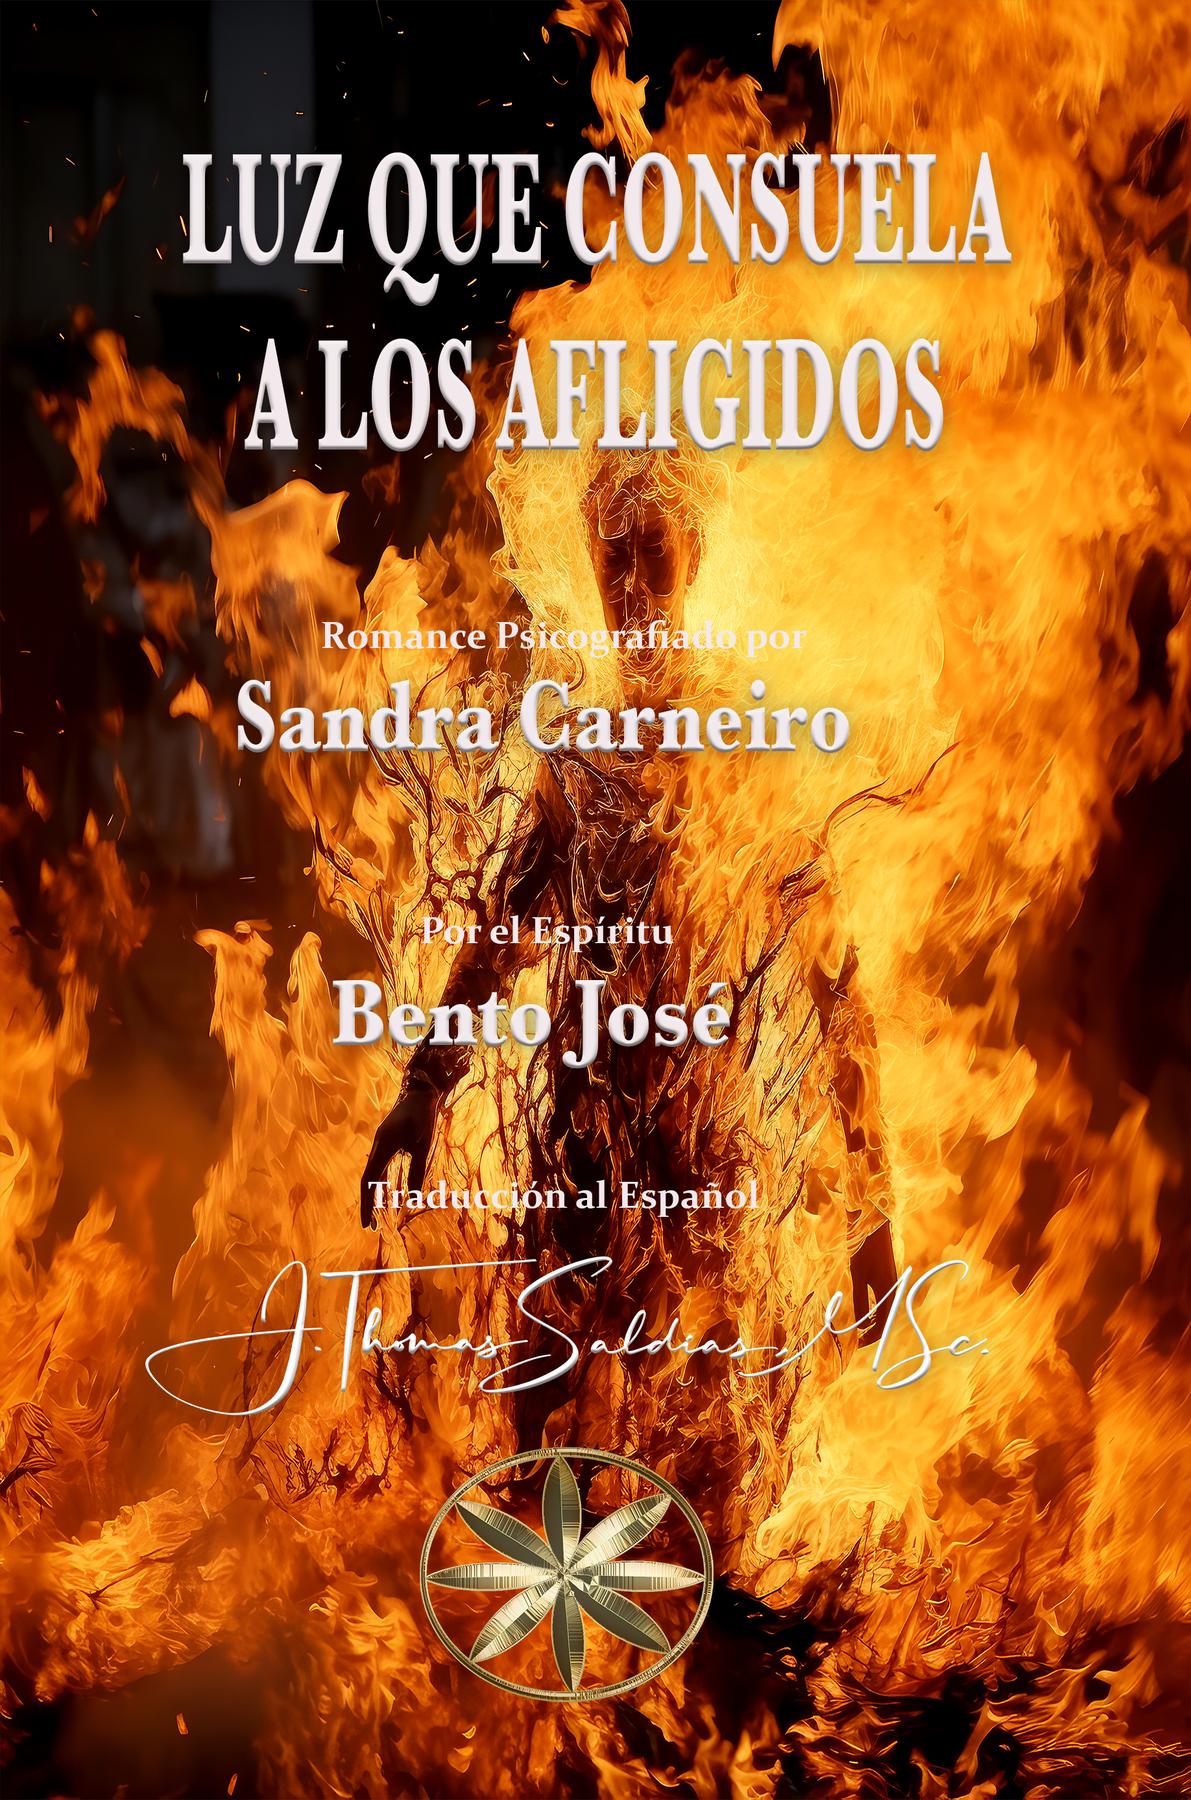 LUZ QUE CONSUELA
A LOS AFLIGIDOS
Romance Psicografiado por
Sandra Carneiro
Por el Espíritu
Bento José
Traducción al Español
J. Thomas Saldias, MSc.